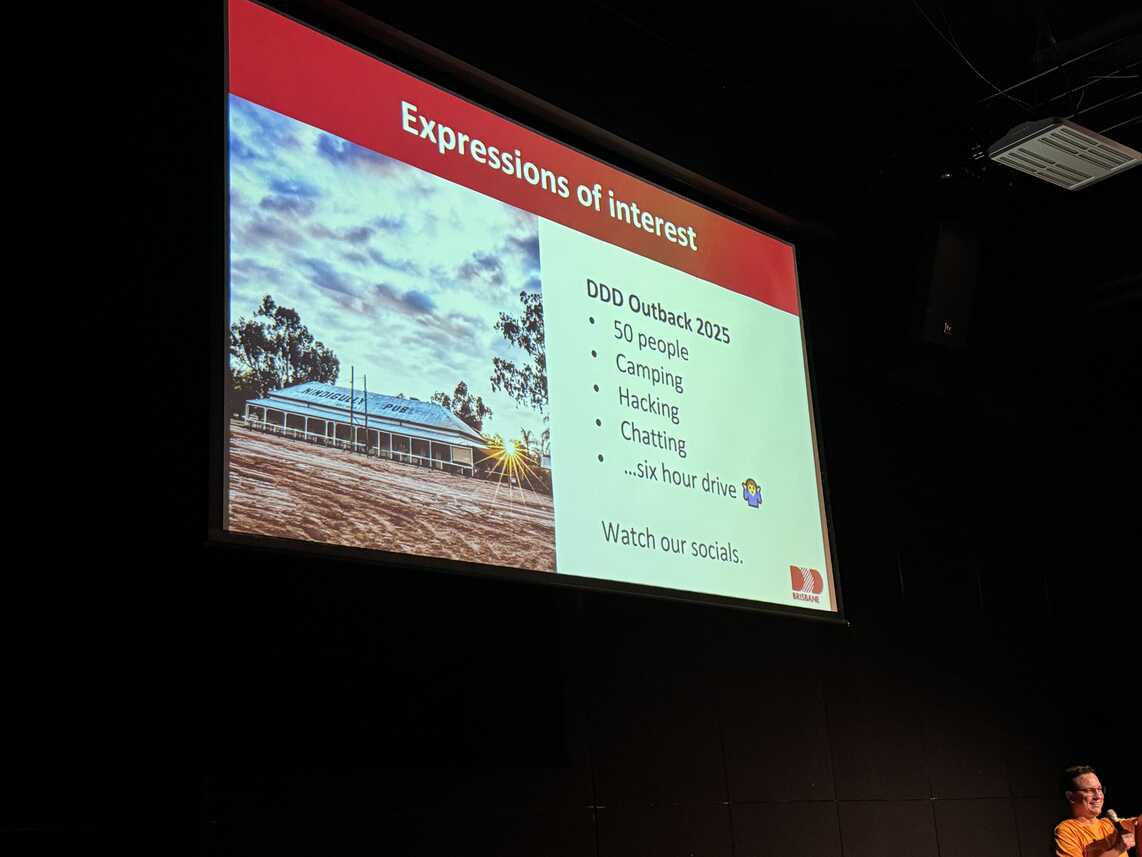 Expressions of interest
NINDIGULLY PUB
DDD Outback 2025
• 50 people
• Camping
• Hacking
• Chatting
• ...six hour drive 🤷‍♀️
Watch our socials.
DDD
BRISBANE